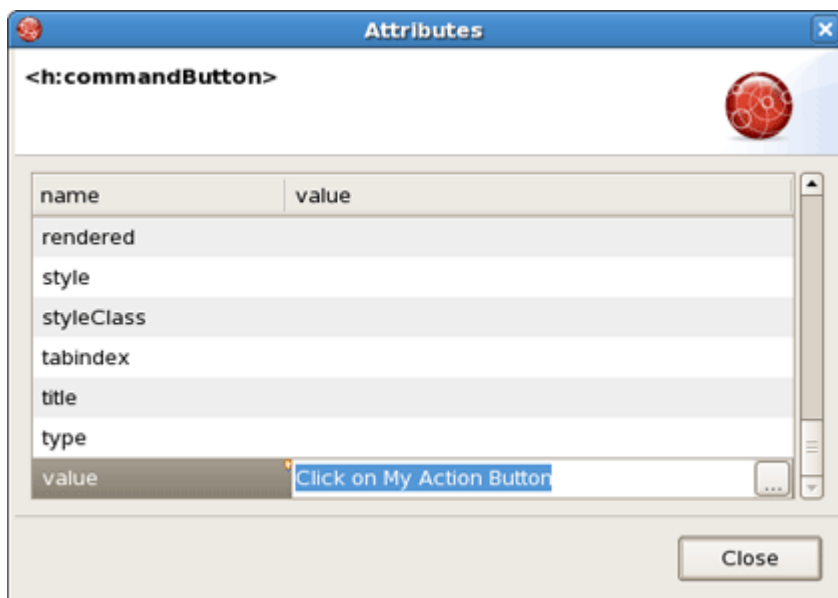 Attributes
<h:commandButton>
name value
rendered
style
styleClass
tabindex
title
type
value Click on My Action Button ...
Close